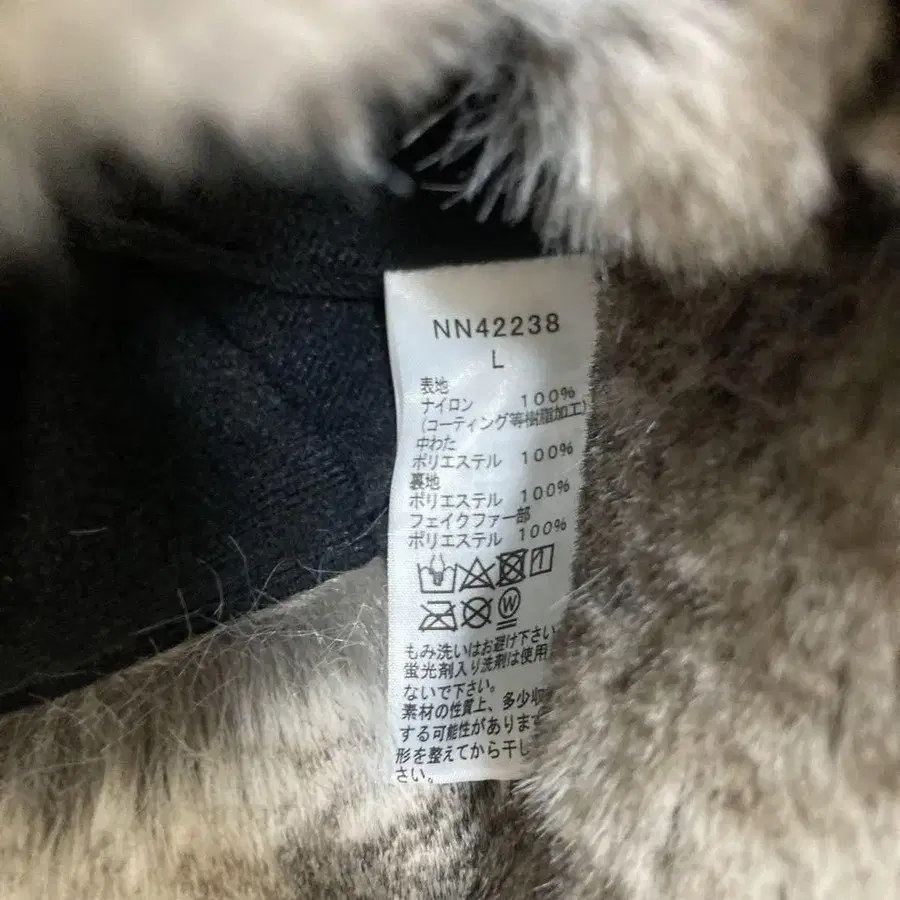 NN42238
L
表地
ナイロン 100%
(コーティング等樹脂加工)
中わた
ポリエステル 100%
裏地
ポリエステル 100%
フェイクファー部
ポリエステル 100%
W
もみ洗いはお避け下さい
蛍光剤入り洗剤は使用
ないで下さい。
素材の性質上、多少収
する可能性があります
形を整えてから干し
さい。